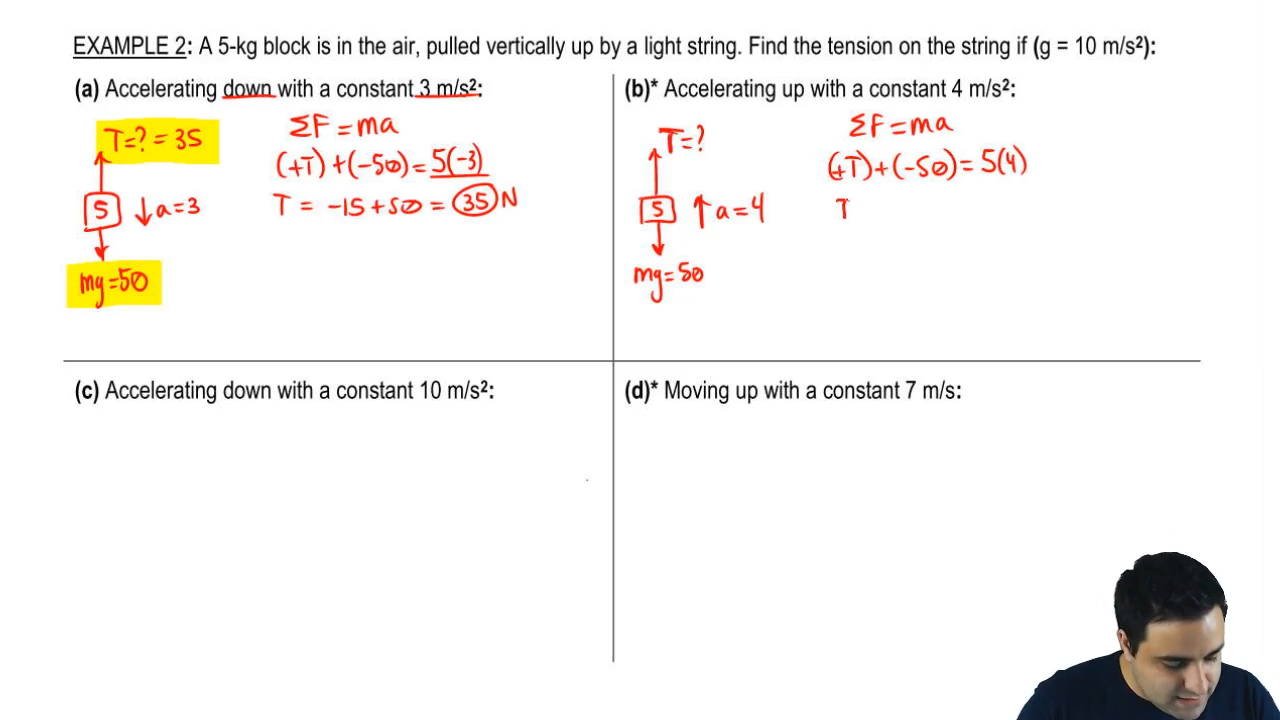 EXAMPLE 2: A 5-kg block is in the air, pulled vertically up by a light string. Find the tension on the string if (g = 10 m/s²):
(a) Accelerating down with a constant 3 m/s²:
T=? = 35
5
↓a=3
mg=50
ΣF = ma
(+T) + (-50) = 5(-3)
T = -15 + 50 = 35 N
(b)* Accelerating up with a constant 4 m/s²:
T=?
5
↑a=4
mg=50
ΣF = ma
(+T) + (-50) = 5(4)
T
(c) Accelerating down with a constant 10 m/s²:
(d)* Moving up with a constant 7 m/s: